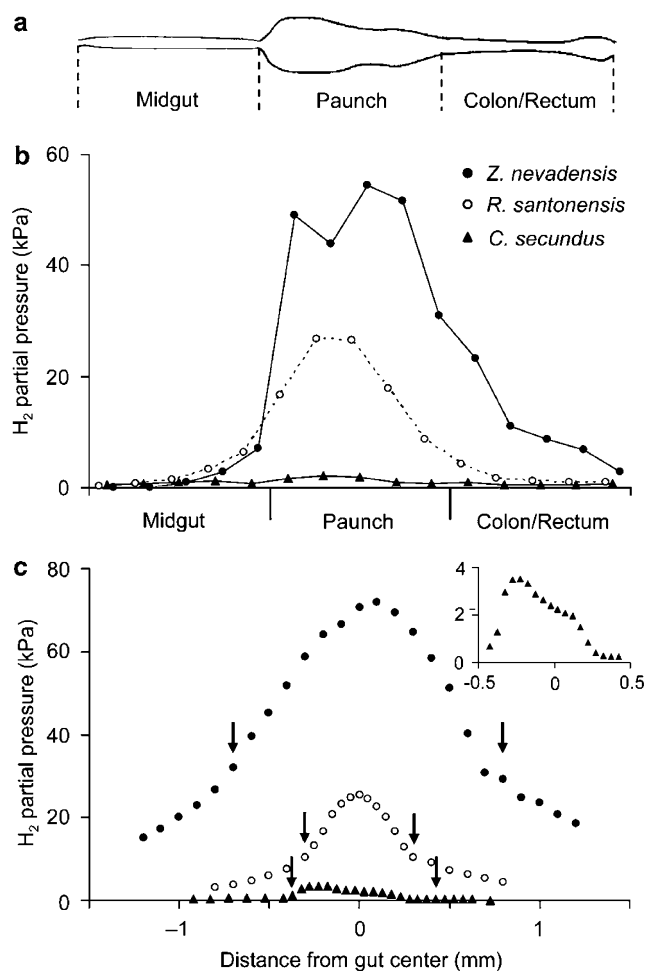 a
Midgut Paunch Colon/Rectum
b
60
40
20
0
H2 partial pressure (kPa)
Z. nevadensis
R. santonensis
C. secundus
Midgut Paunch Colon/Rectum
c
80
60
40
20
0
H2 partial pressure (kPa)
4
2
0
-0.5 0 0.5
−1 0 1
Distance from gut center (mm)